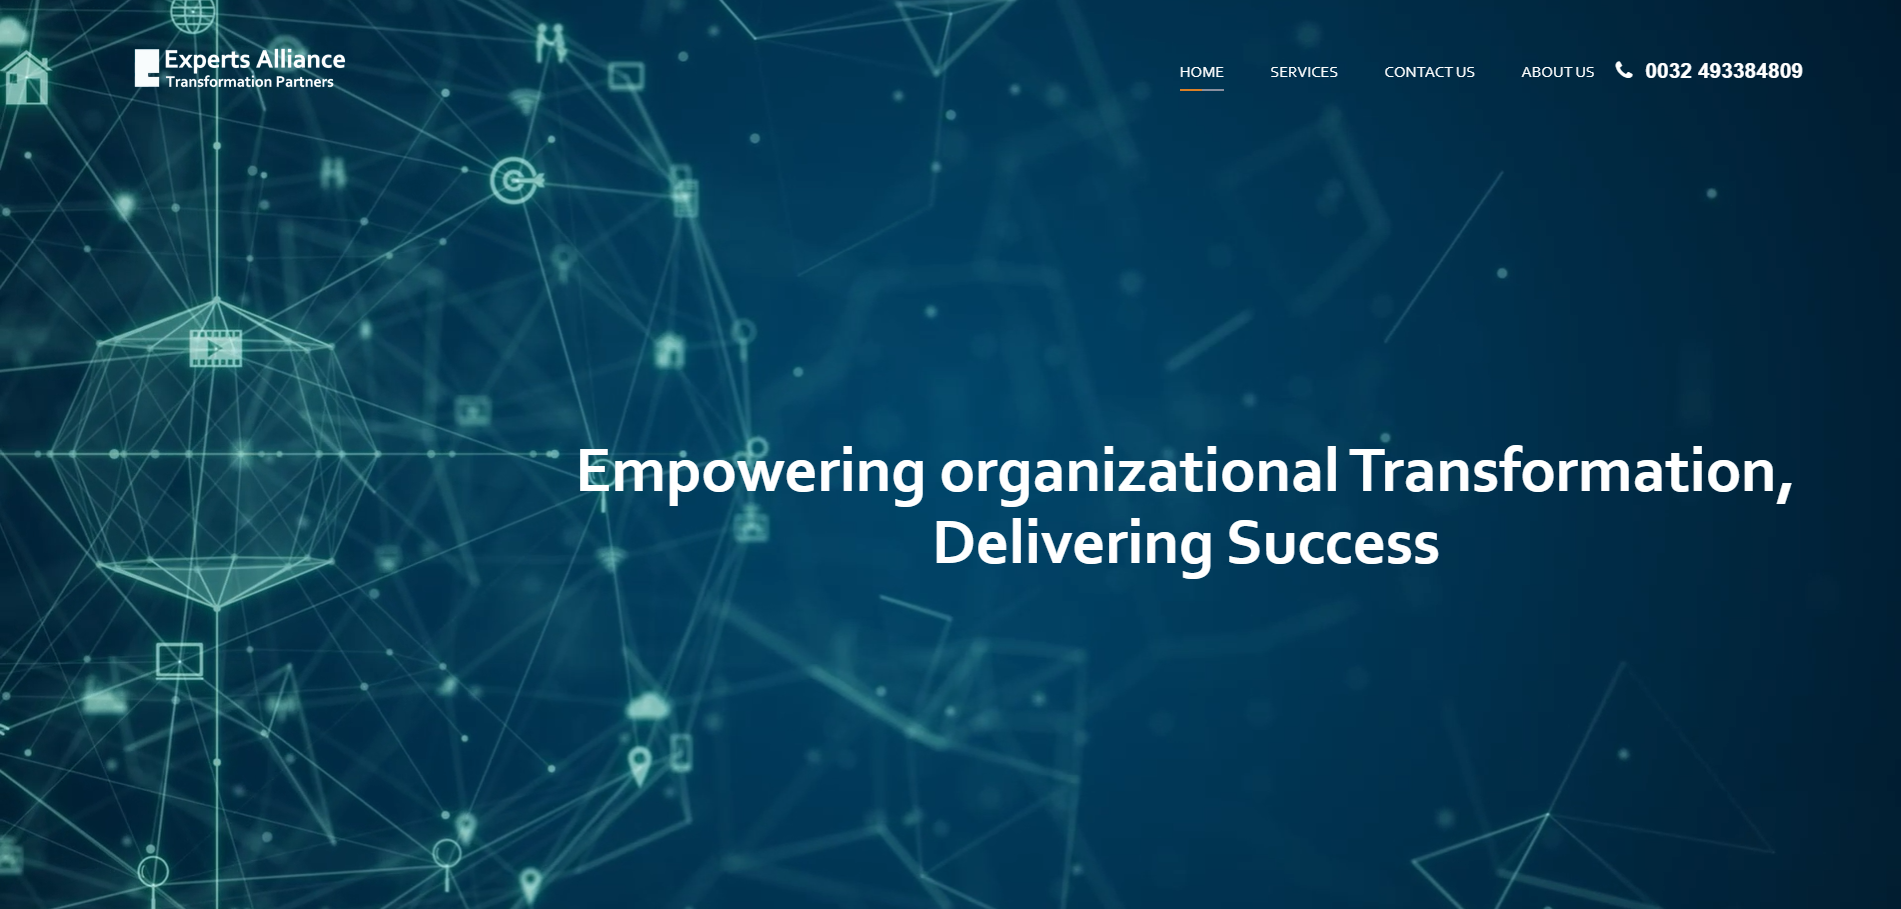 Experts Alliance
Transformation Partners
HOME SERVICES CONTACT US ABOUT US 0032 493384809
Empowering organizational Transformation,
Delivering Success